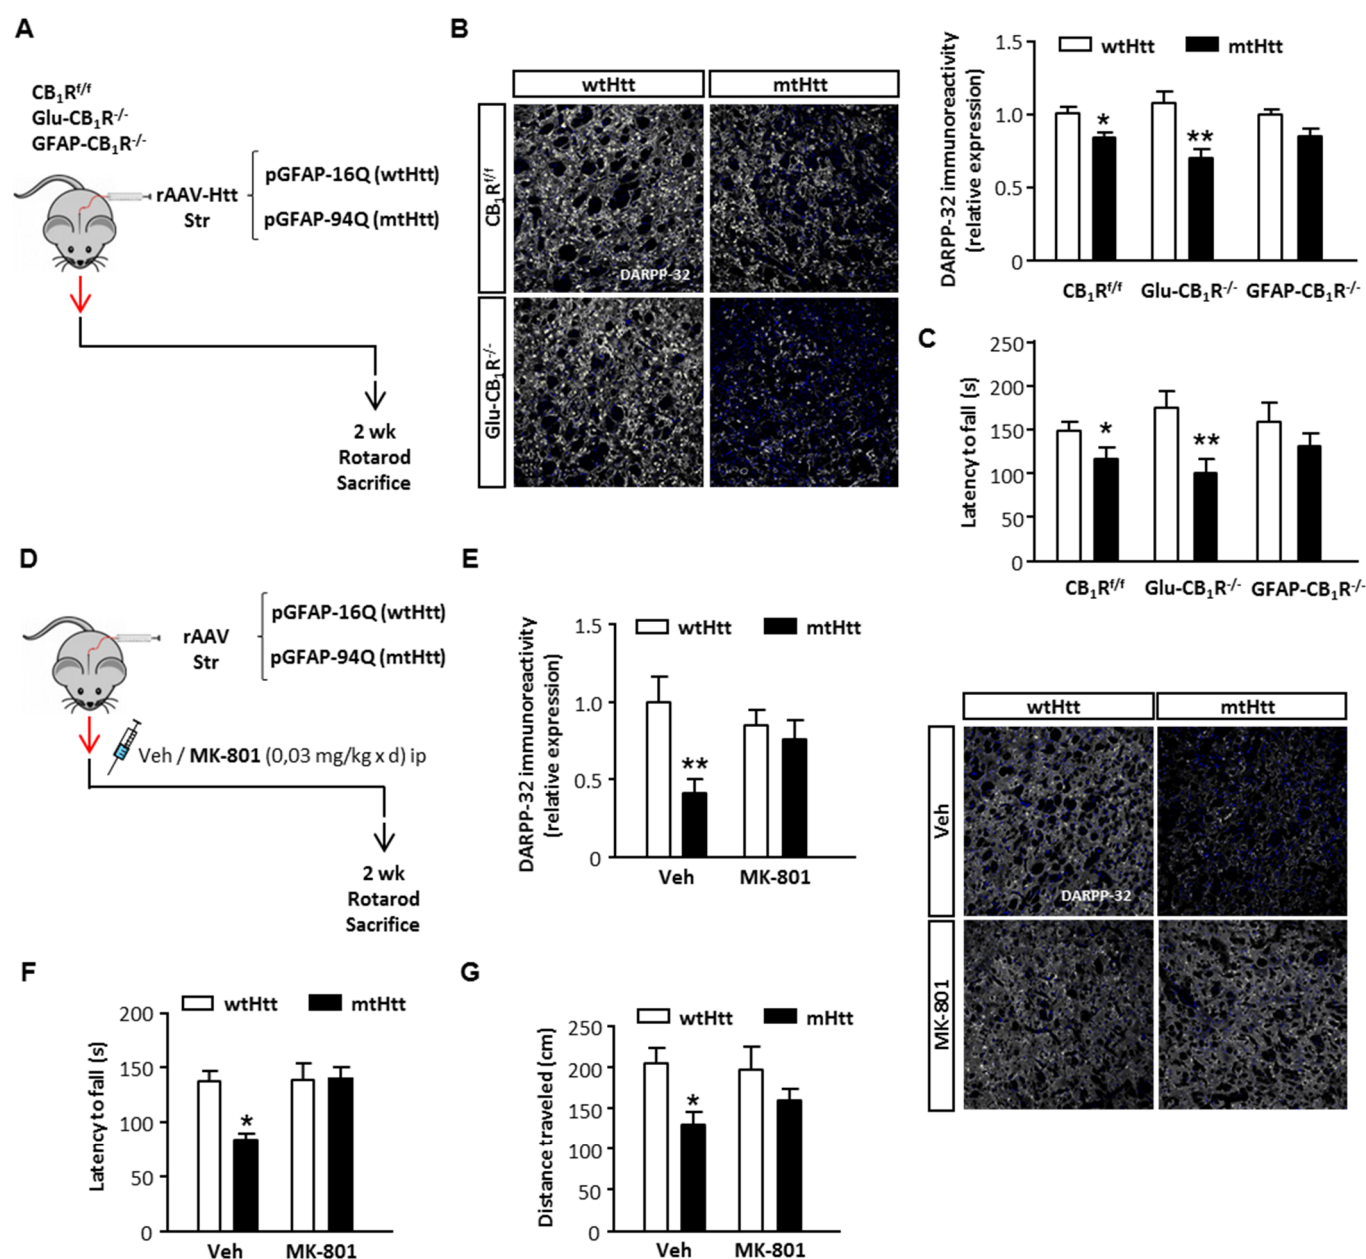 A
CB₁Rᶠ/ᶠ
Glu-CB₁R⁻/⁻
GFAP-CB₁R⁻/⁻
rAAV-Htt
Str
pGFAP-16Q (wtHtt)
pGFAP-94Q (mtHtt)
2 wk
Rotarod
Sacrifice
B
wtHtt
mtHtt
CB₁Rᶠ/ᶠ
Glu-CB₁R⁻/⁻
DARPP-32
DARPP-32 immunoreactivity
(relative expression)
wtHtt
mtHtt
1.5
1.0
0.5
0
*
**
CB₁Rᶠ/ᶠ
Glu-CB₁R⁻/⁻
GFAP-CB₁R⁻/⁻
C
Latency to fall (s)
250
200
150
100
50
0
*
**
CB₁Rᶠ/ᶠ
Glu-CB₁R⁻/⁻
GFAP-CB₁R⁻/⁻
D
rAAV
Str
pGFAP-16Q (wtHtt)
pGFAP-94Q (mtHtt)
Veh / MK-801 (0,03 mg/kg x d) ip
2 wk
Rotarod
Sacrifice
E
DARPP-32 immunoreactivity
(relative expression)
wtHtt
mtHtt
1.5
1.0
0.5
0
**
Veh
MK-801
wtHtt
mtHtt
Veh
MK-801
DARPP-32
F
Latency to fall (s)
wtHtt
mtHtt
200
150
100
50
0
*
Veh
MK-801
G
Distance traveled (cm)
wtHtt
mHtt
250
200
150
100
50
0
*
Veh
MK-801